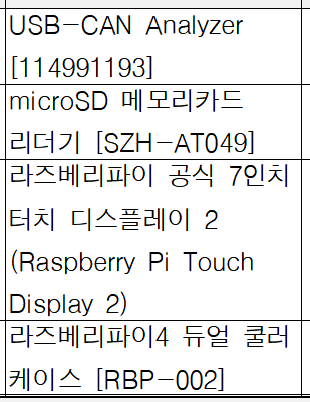 USB-CAN Analyzer
[114991193]
microSD 메모리카드
리더기 [SZH-AT049]
라즈베리파이 공식 7인치
터치 디스플레이 2
(Raspberry Pi Touch
Display 2)
라즈베리파이4 듀얼 쿨러
케이스 [RBP-002]